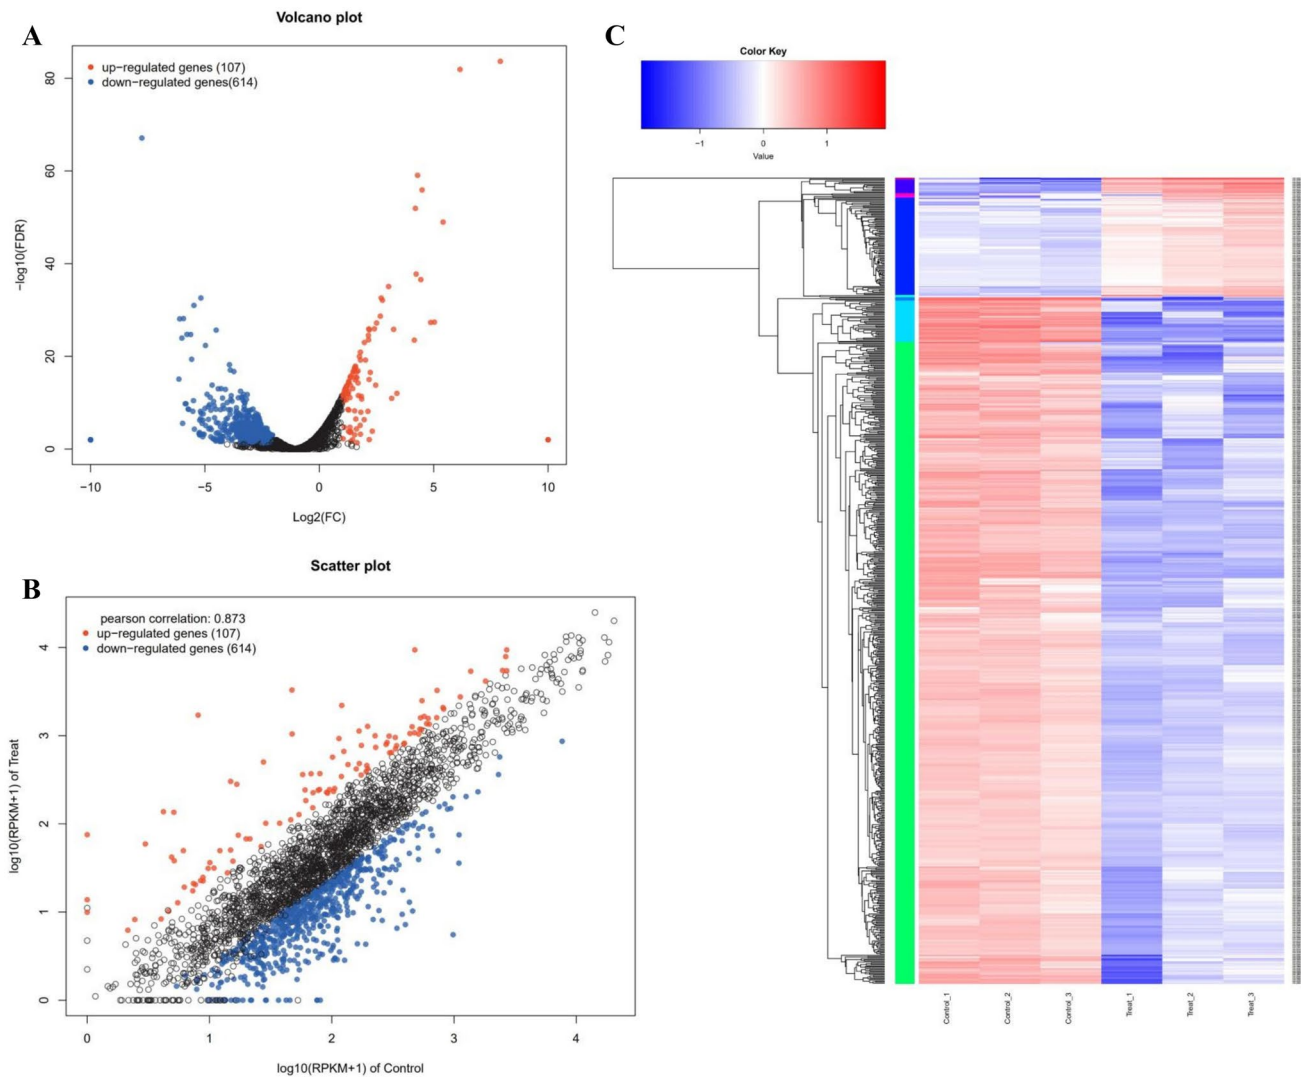 A
Volcano plot
up-regulated genes (107)
down-regulated genes(614)
80
60
40
20
0
-log10(FDR)
-10 -5 0 5 10
Log2(FC)
B
Scatter plot
pearson correlation: 0.873
up-regulated genes (107)
down-regulated genes (614)
4
3
2
1
0
log10(RPKM+1) of Treat
0 1 2 3 4
log10(RPKM+1) of Control
C
Color Key
-1 0 1
Value
Control_1 Control_2 Control_3 Treat_1 Treat_2 Treat_3